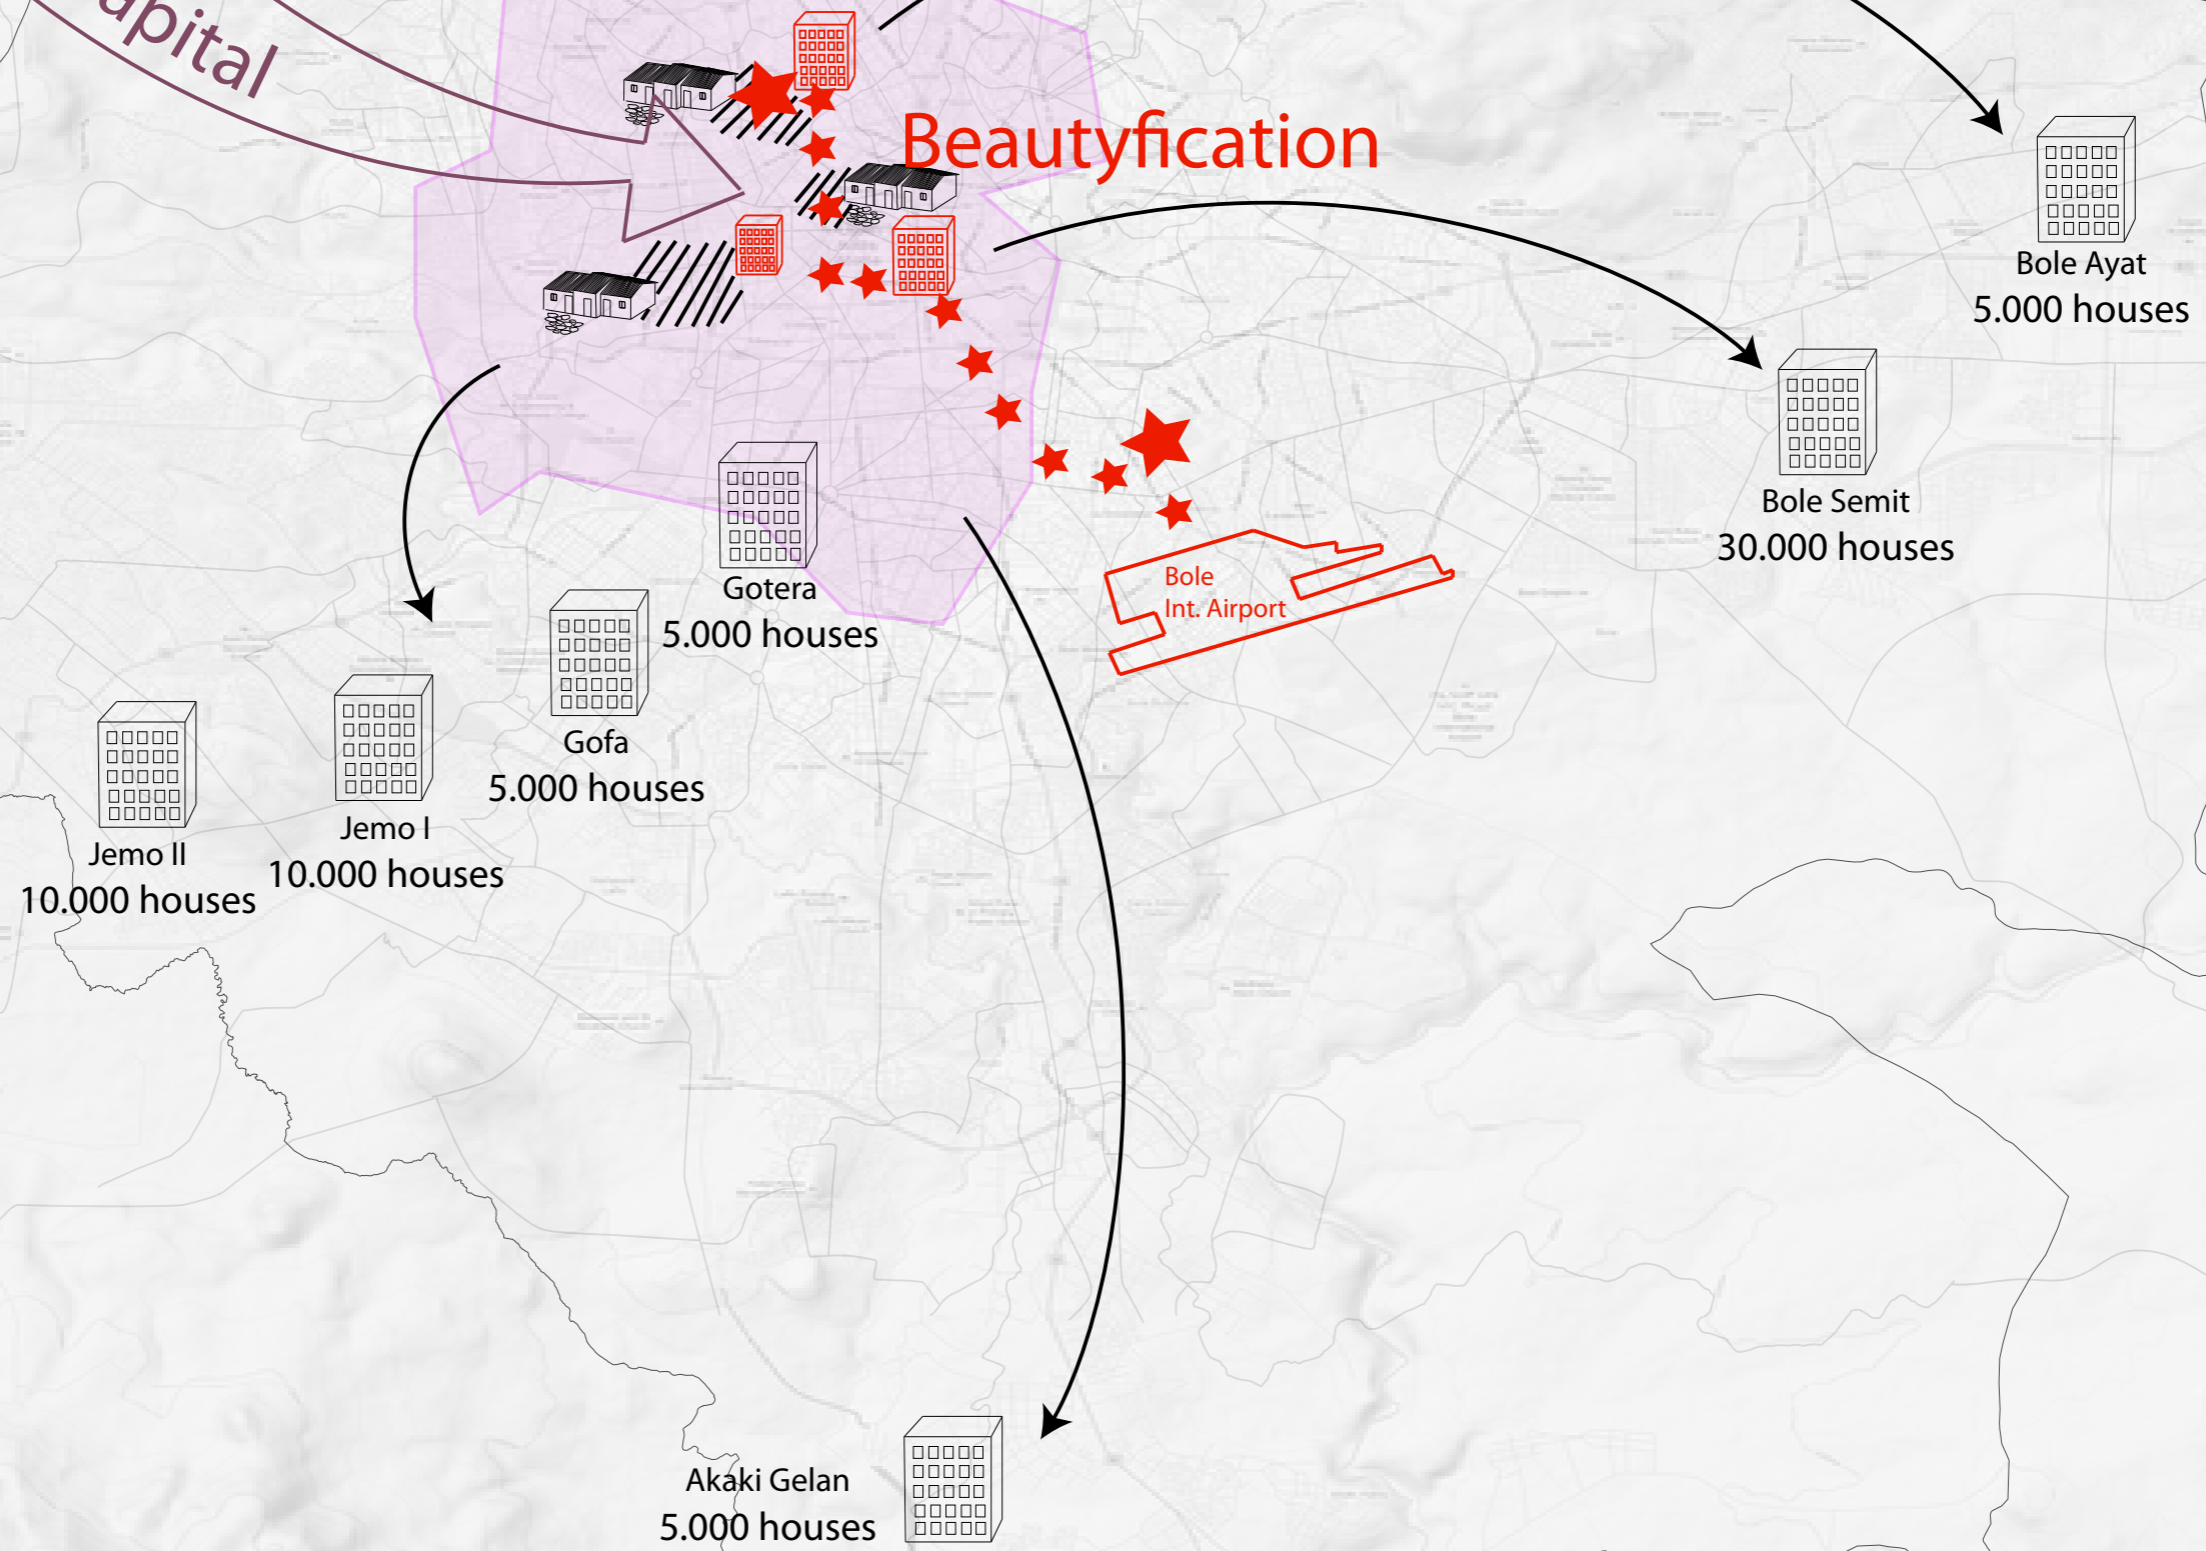 apital
Beautyfication
Bole Ayat
5.000 houses
Bole Semit
30.000 houses
Bole
Int. Airport
Gotera
5.000 houses
Gofa
5.000 houses
Jemo I
10.000 houses
Jemo II
10.000 houses
Akaki Gelan
5.000 houses